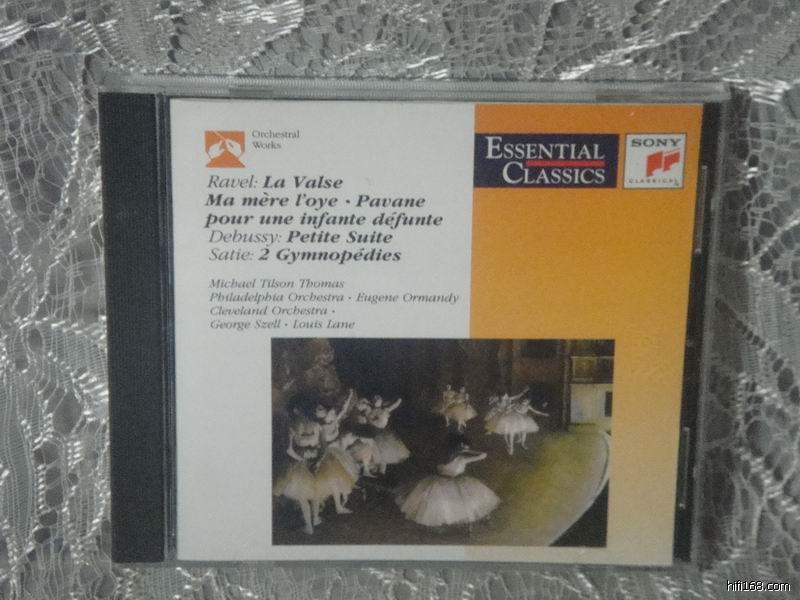 Orchestral
Works
ESSENTIAL
CLASSICS
SONY
CLASSICAL
Ravel: La Valse
Ma mère l'oye · Pavane
pour une infante défunte
Debussy: Petite Suite
Satie: 2 Gymnopédies
Michael Tilson Thomas
Philadelphia Orchestra · Eugene Ormandy
Cleveland Orchestra ·
George Szell · Louis Lane
hifi168.com